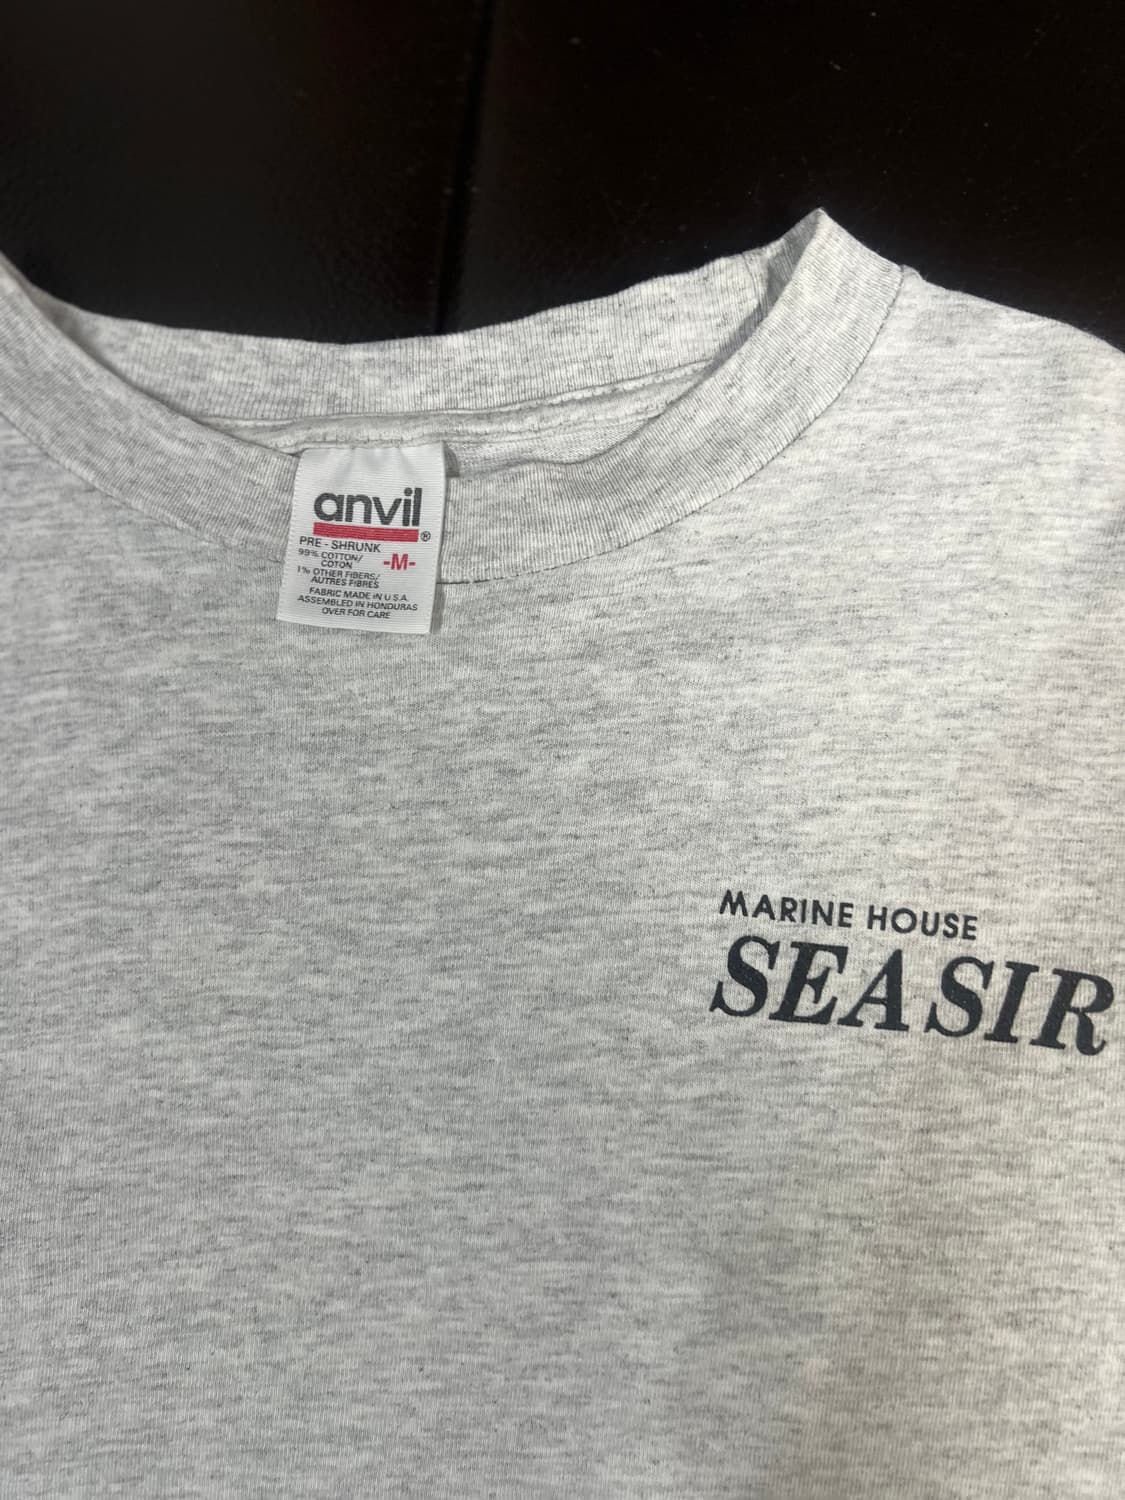 anvil®
PRE-SHRUNK
99% COTTON/
COTON
-M-
1% OTHER FIBERS/
AUTRES FIBRES
FABRIC MADE IN U.S.A.
ASSEMBLED IN HONDURAS
OVER FOR CARE
MARINE HOUSE
SEASIR